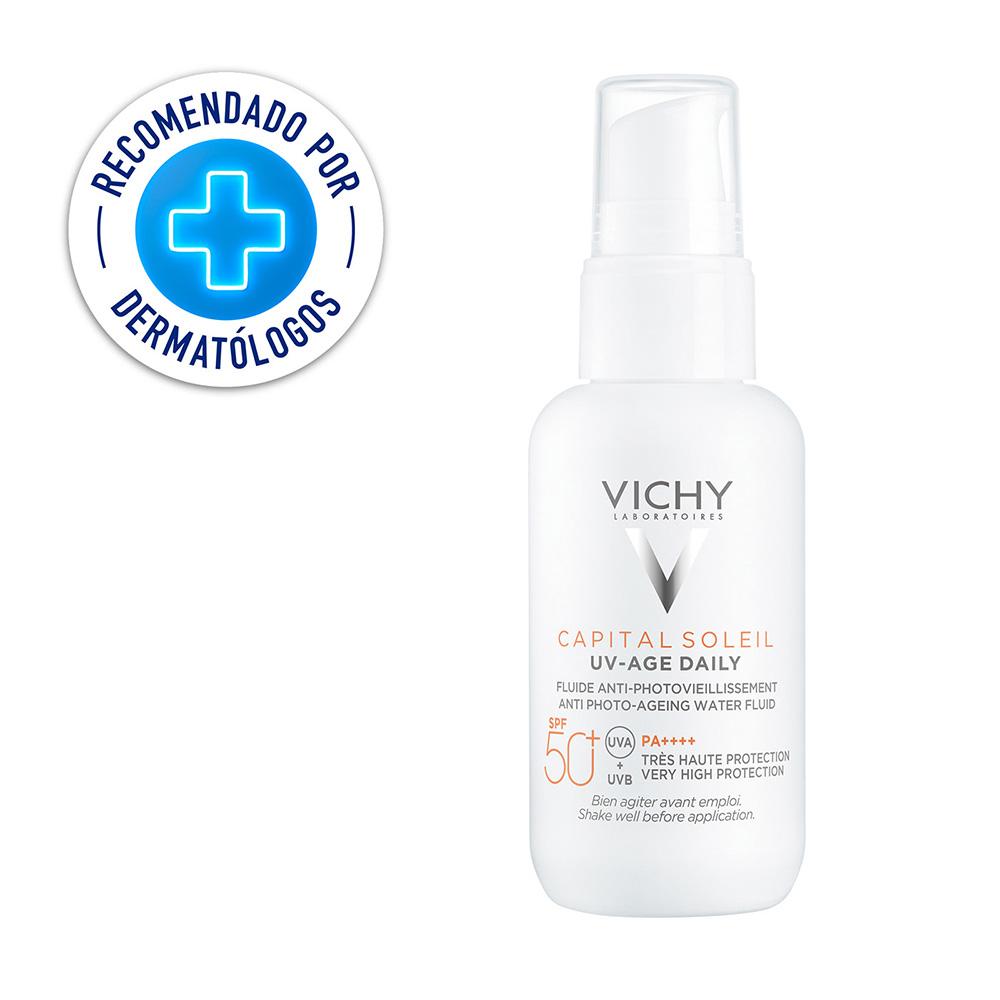 RECOMENDADO POR
DERMATÓLOGOS
VICHY
LABORATOIRES
V
CAPITAL SOLEIL
UV-AGE DAILY
FLUIDE ANTI-PHOTOVIEILLISSEMENT
ANTI PHOTO-AGEING WATER FLUID
SPF
50+
UVA
+
UVB
PA++++
TRÈS HAUTE PROTECTION
VERY HIGH PROTECTION
Bien agiter avant emploi.
Shake well before application.